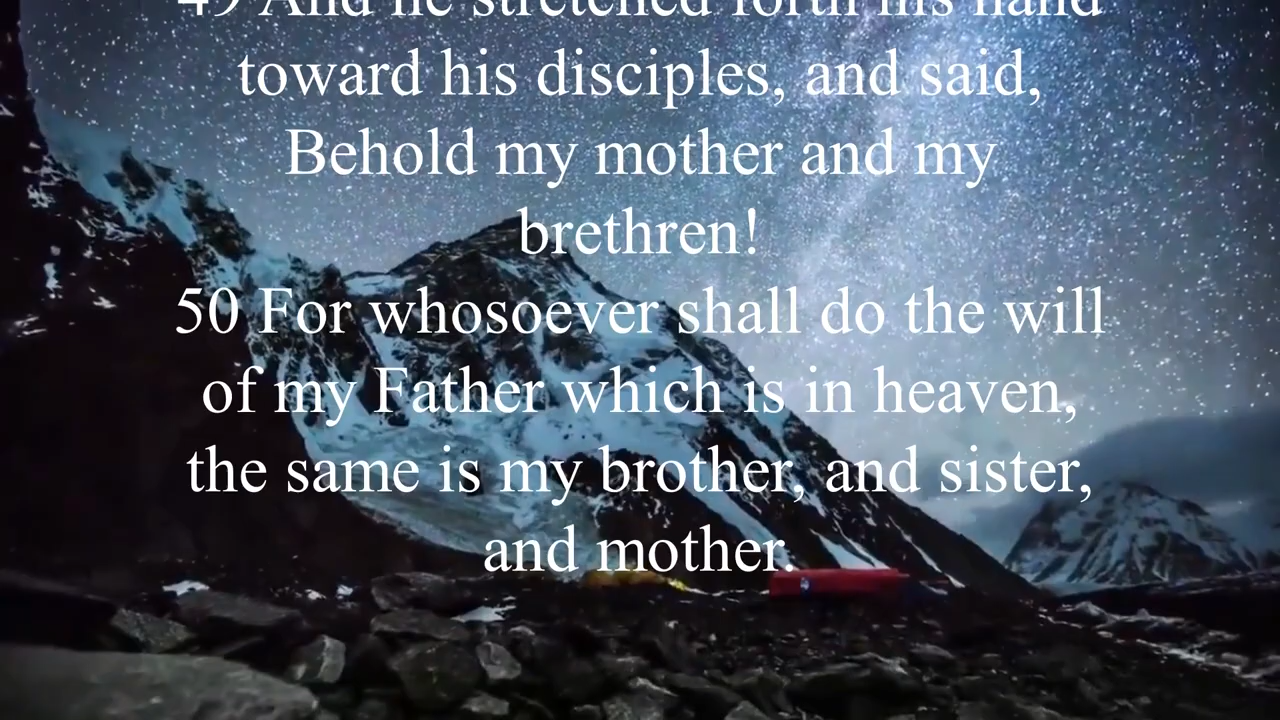 49 And he stretched forth his hand
toward his disciples, and said,
Behold my mother and my
brethren!
50 For whosoever shall do the will
of my Father which is in heaven,
the same is my brother, and sister,
and mother.